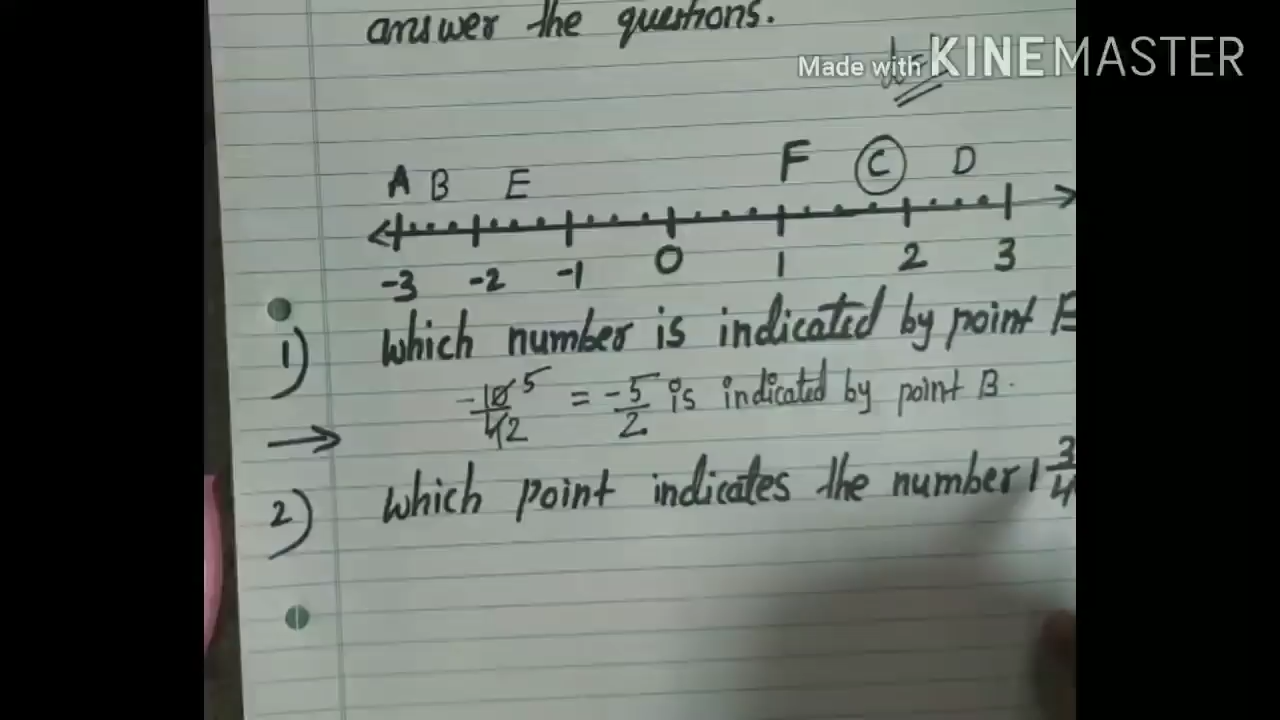 answer the questions.
Made with KINEMASTER
A B E F C D
-3 -2 -1 0 1 2 3
1) Which number is indicated by point B
-10 5 / 4 2 = -5/2 is indicated by point B.
2) Which point indicates the number 1 3/4